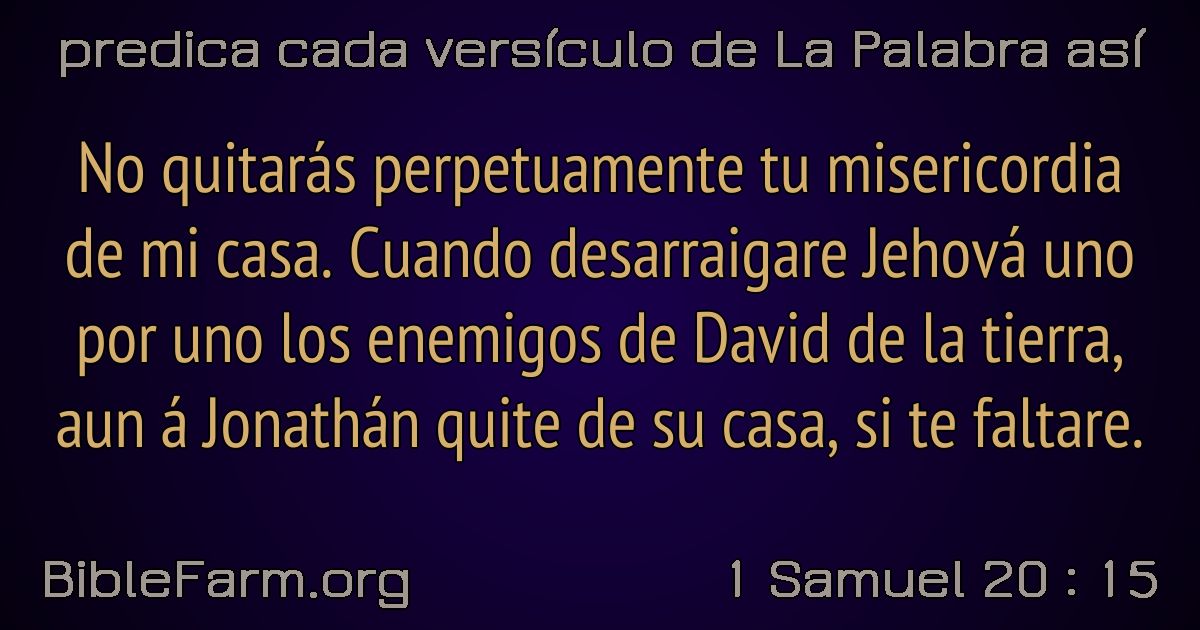 predica cada versículo de La Palabra así
No quitarás perpetuamente tu misericordia
de mi casa. Cuando desarraigare Jehová uno
por uno los enemigos de David de la tierra,
aun á Jonathán quite de su casa, si te faltare.
BibleFarm.org
1 Samuel 20 : 15